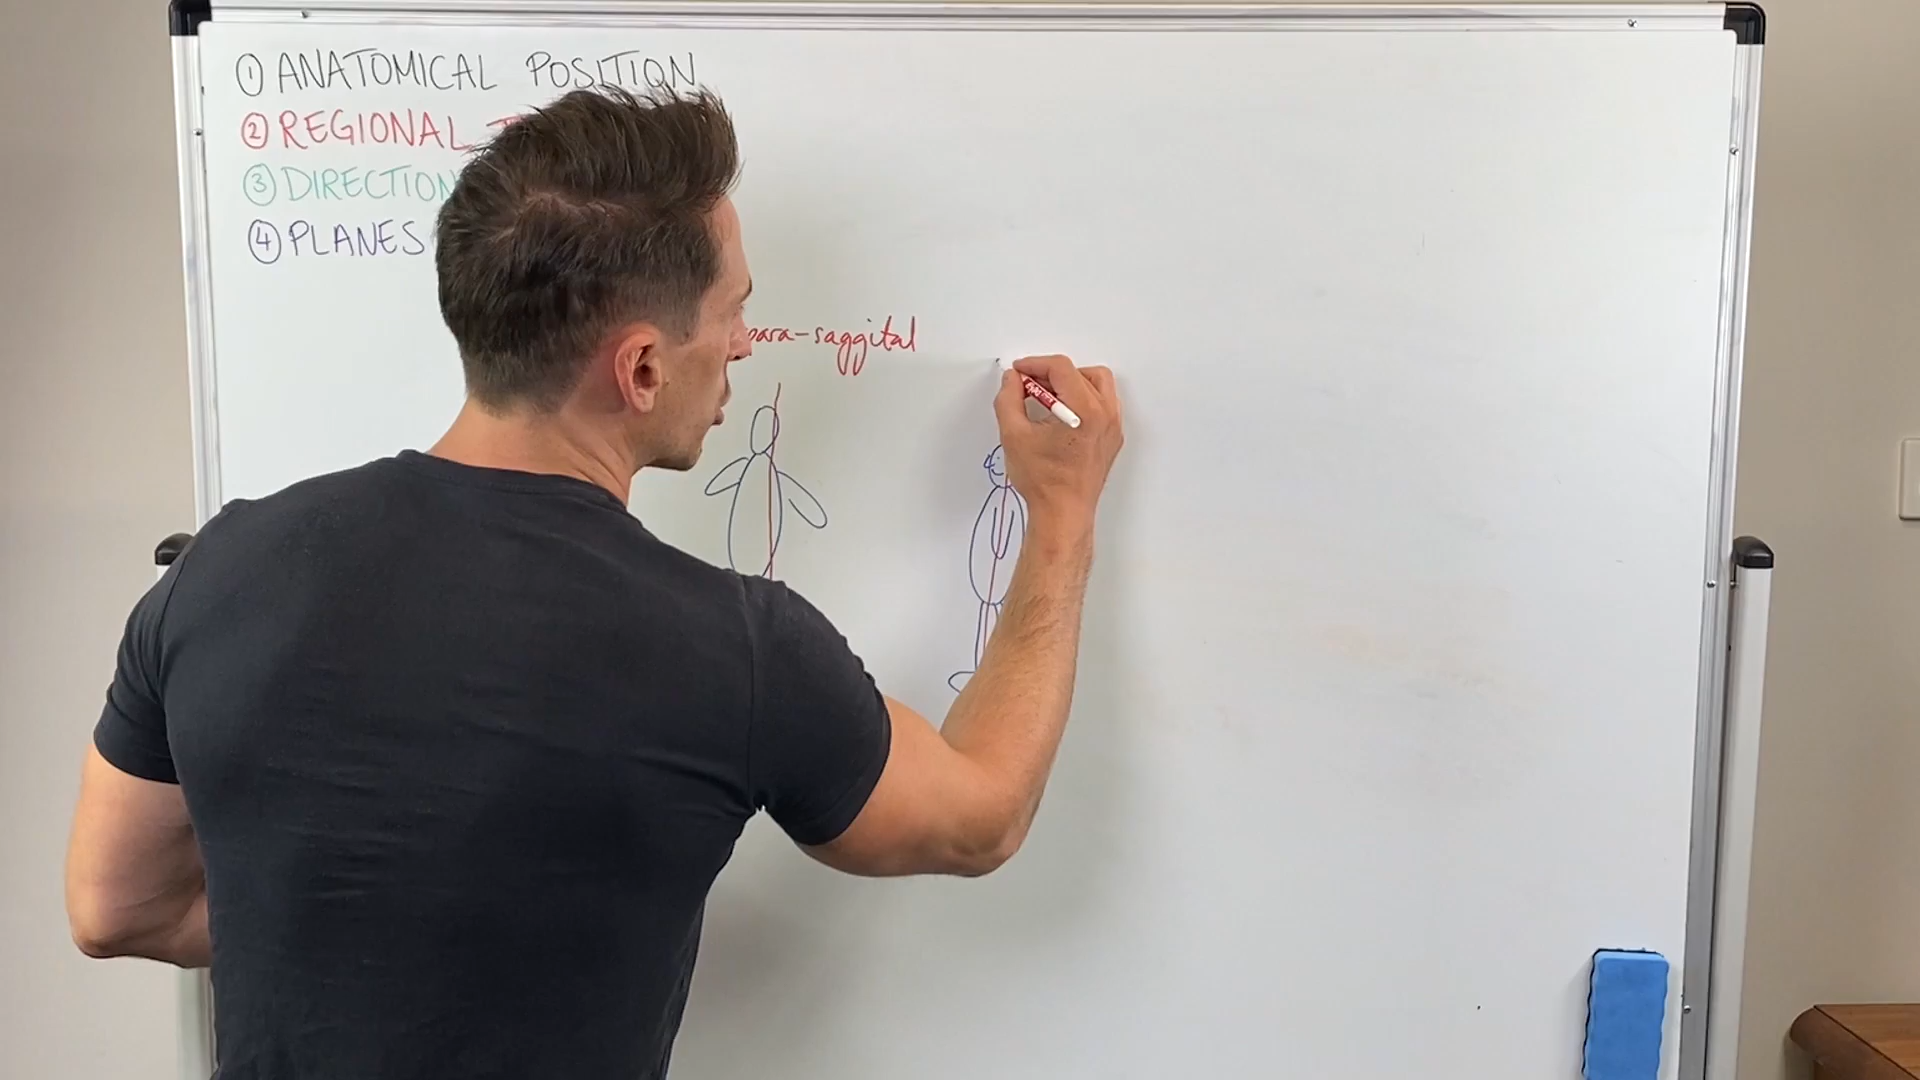 ① ANATOMICAL POSITION
② REGIONAL
③ DIRECTION
④ PLANES
para-saggital